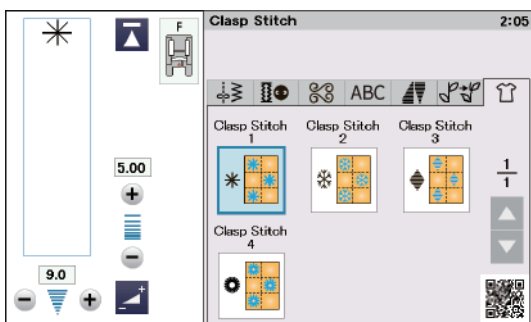 F
5.00
9.0
Clasp Stitch 2:05
ABC
Clasp Stitch
1
Clasp Stitch
2
Clasp Stitch
3
1
1
Clasp Stitch
4